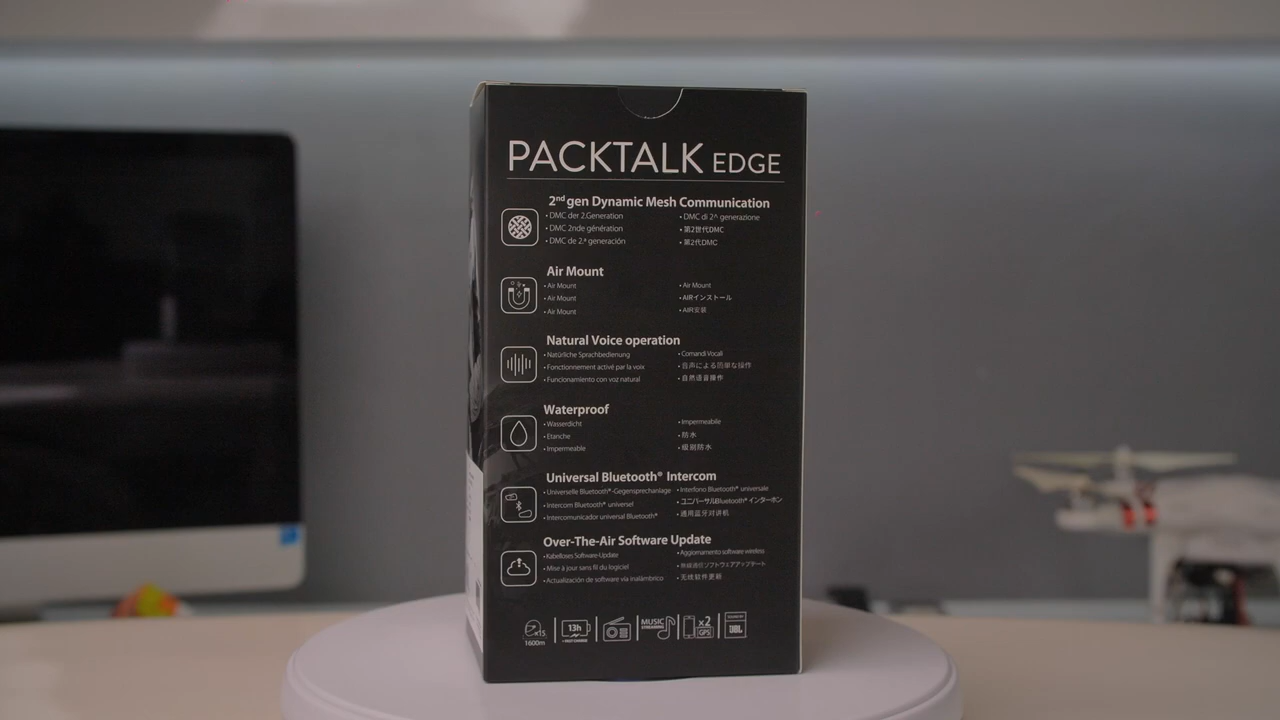 PACKTALK EDGE
2nd gen Dynamic Mesh Communication
• DMC der 2.Generation
• DMC 2nde génération
• DMC de 2.ª generación
• DMC di 2^ generazione
• 第2世代DMC
• 第2代DMC
Air Mount
• Air Mount
• Air Mount
• Air Mount
• Air Mount
• AIRインストール
• AIR安装
Natural Voice operation
• Natürliche Sprachbedienung
• Fonctionnement activé par la voix
• Funcionamiento con voz natural
• Comandi Vocali
• 音声による簡単な操作
• 自然语音操作
Waterproof
• Wasserdicht
• Etanche
• Impermeable
• Impermeabile
• 防水
• 级别防水
Universal Bluetooth® Intercom
• Universelle Bluetooth®-Gegensprechanlage
• Intercom Bluetooth® universel
• Intercomunicador universal Bluetooth®
• Interfono Bluetooth® universale
• ユニバーサルBluetooth® インターホン
• 通用蓝牙对讲机
Over-The-Air Software Update
• Kabelloses Software-Update
• Mise à jour sans fil du logiciel
• Actualización de software vía inalámbrico
• Aggiornamento software wireless
• 無線通信ソフトウェアアップデート
• 无线软件更新
x15
1600m
13h
+ FAST CHARGE
MUSIC
STREAMING
x2
GPS
JBL